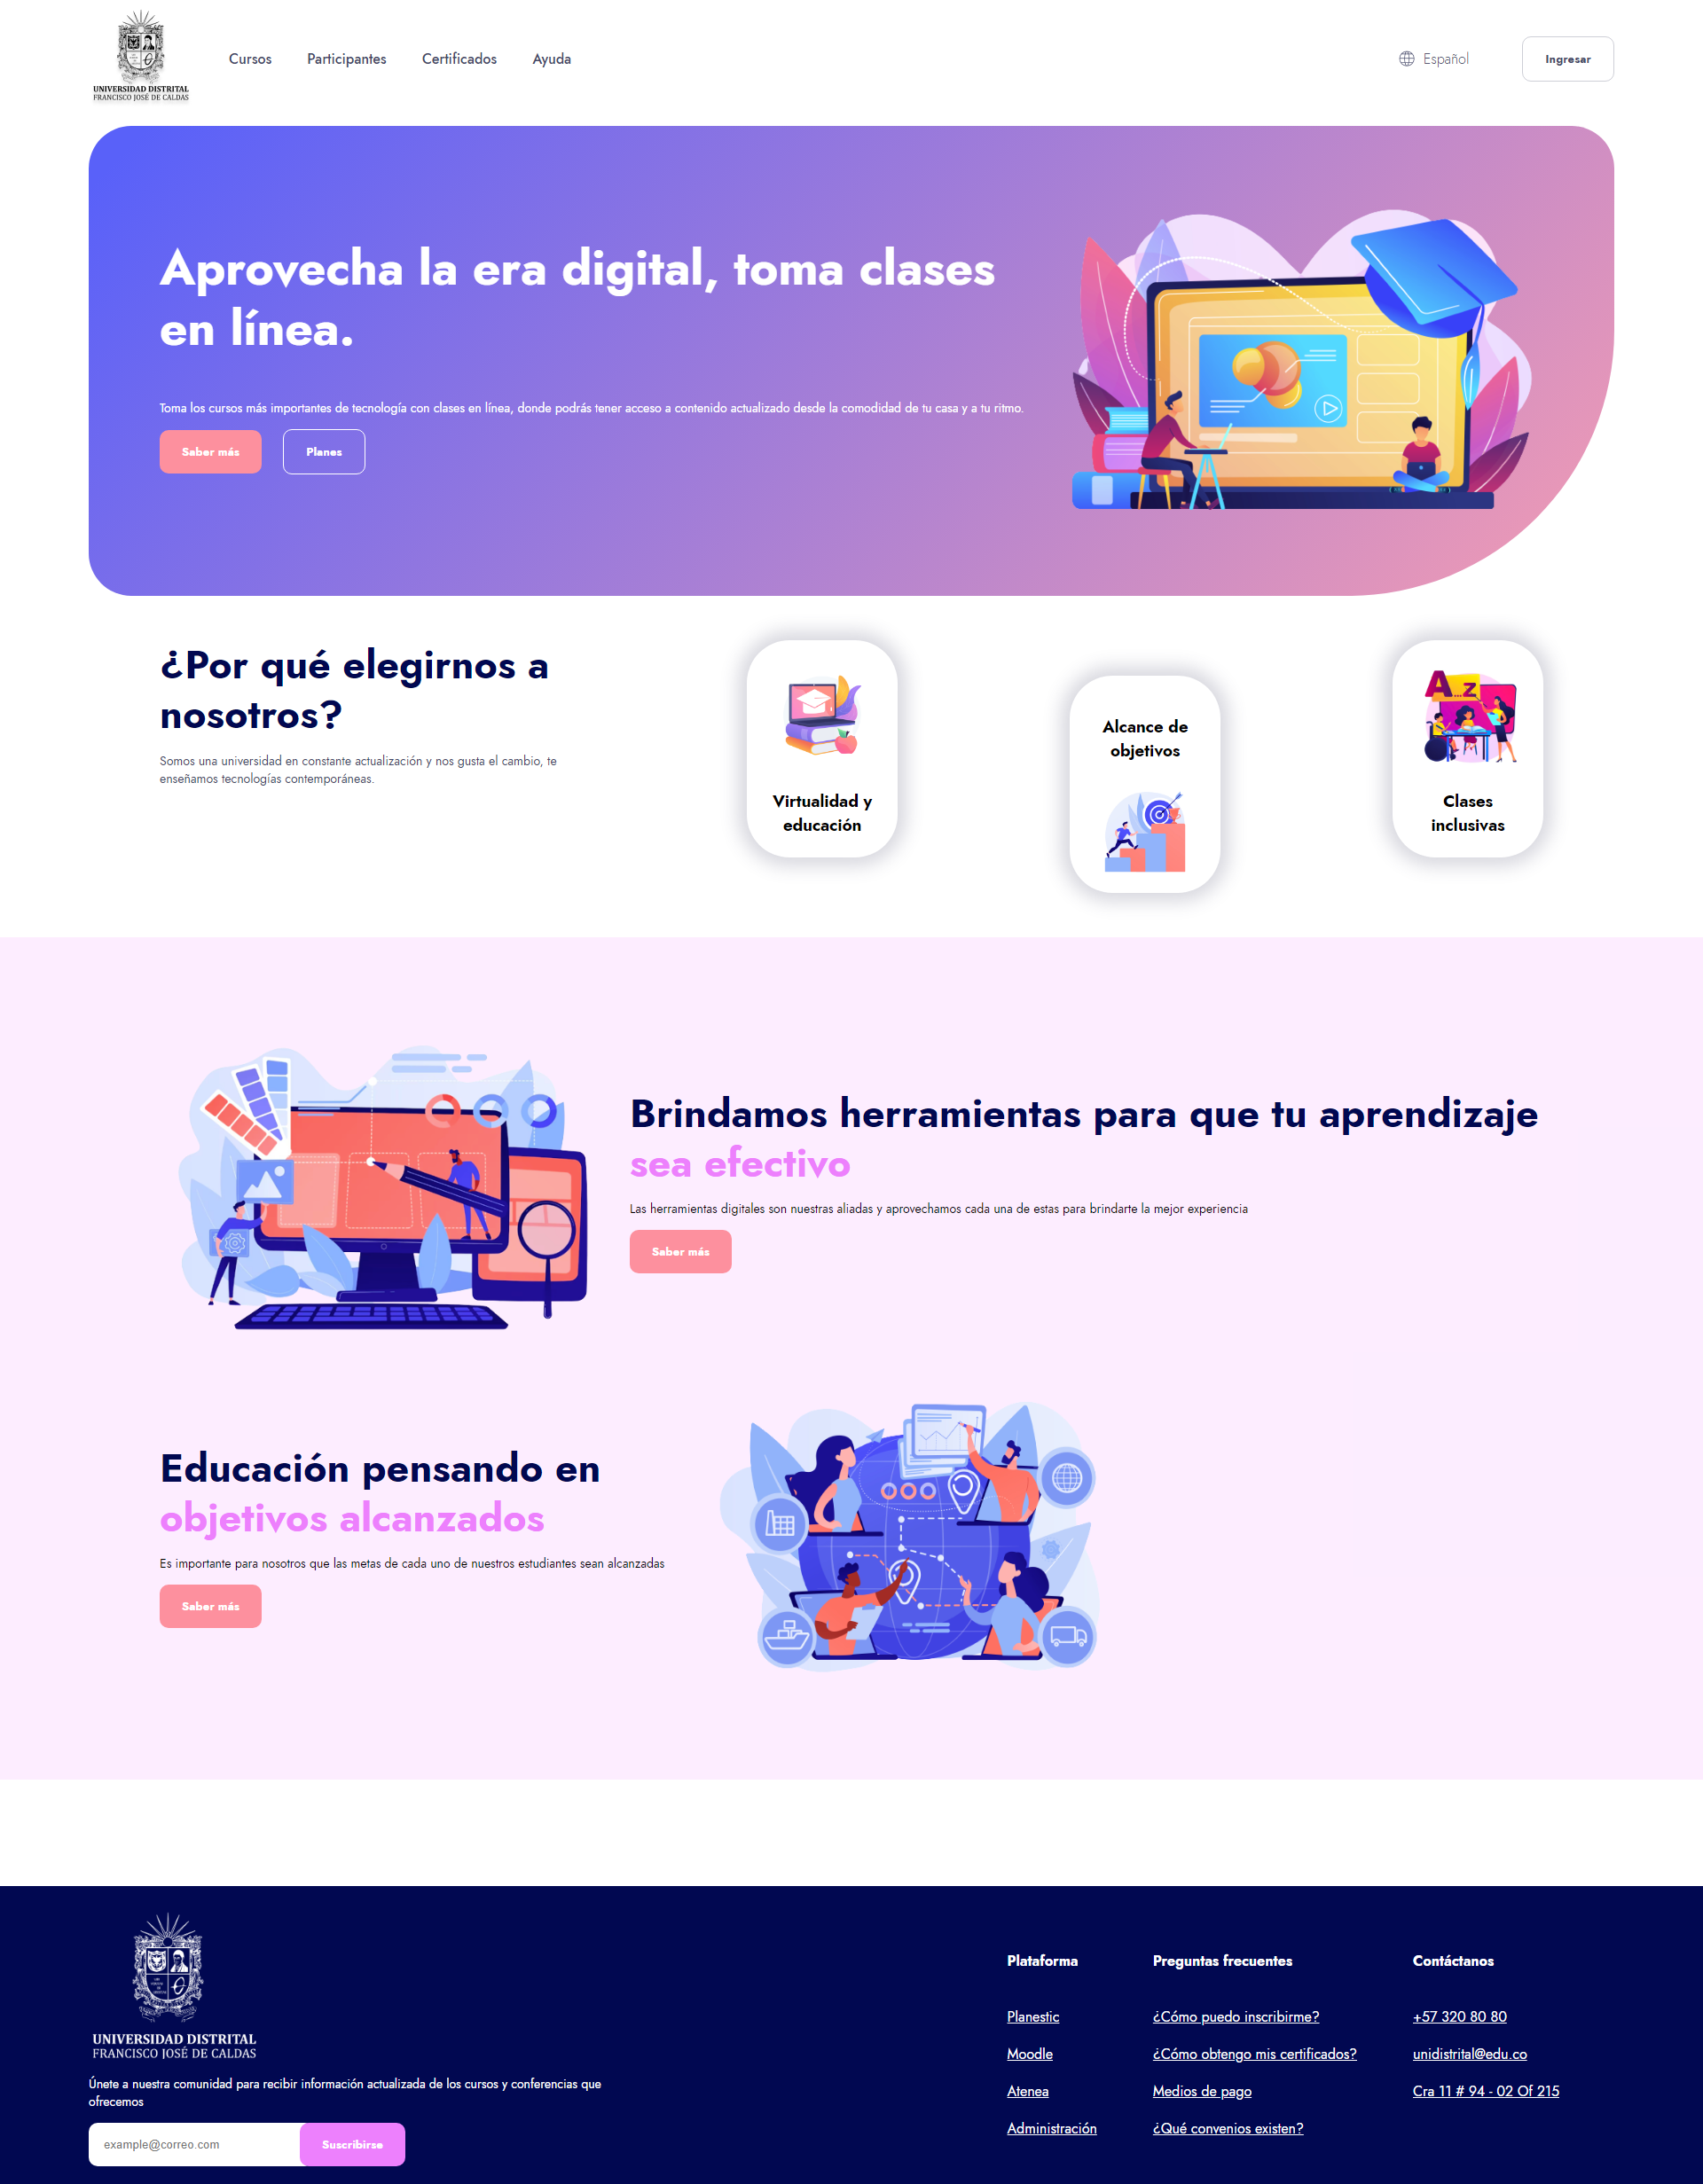 UNIVERSIDAD DISTRITAL
FRANCISCO JOSÉ DE CALDAS
Cursos
Participantes
Certificados
Ayuda
Español
Ingresar
Aprovecha la era digital, toma clases
en línea.
Toma los cursos más importantes de tecnología con clases en línea, donde podrás tener acceso a contenido actualizado desde la comodidad de tu casa y a tu ritmo.
Saber más
Planes
¿Por qué elegirnos a
nosotros?
Somos una universidad en constante actualización y nos gusta el cambio, te
enseñamos tecnologías contemporáneas.
Virtualidad y
educación
Alcance de
objetivos
A...Z
Clases
inclusivas
Brindamos herramientas para que tu aprendizaje
sea efectivo
Las herramientas digitales son nuestras aliadas y aprovechamos cada una de estas para brindarte la mejor experiencia
Saber más
Educación pensando en
objetivos alcanzados
Es importante para nosotros que las metas de cada uno de nuestros estudiantes sean alcanzadas
Saber más
UNIVERSIDAD DISTRITAL
FRANCISCO JOSÉ DE CALDAS
Únete a nuestra comunidad para recibir información actualizada de los cursos y conferencias que
ofrecemos
example@correo.com
Suscribirse
Plataforma
Planestic
Moodle
Atenea
Administración
Preguntas frecuentes
¿Cómo puedo inscribirme?
¿Cómo obtengo mis certificados?
Medios de pago
¿Qué convenios existen?
Contáctanos
+57 320 80 80
unidistrital@edu.co
Cra 11 # 94 - 02 Of 215